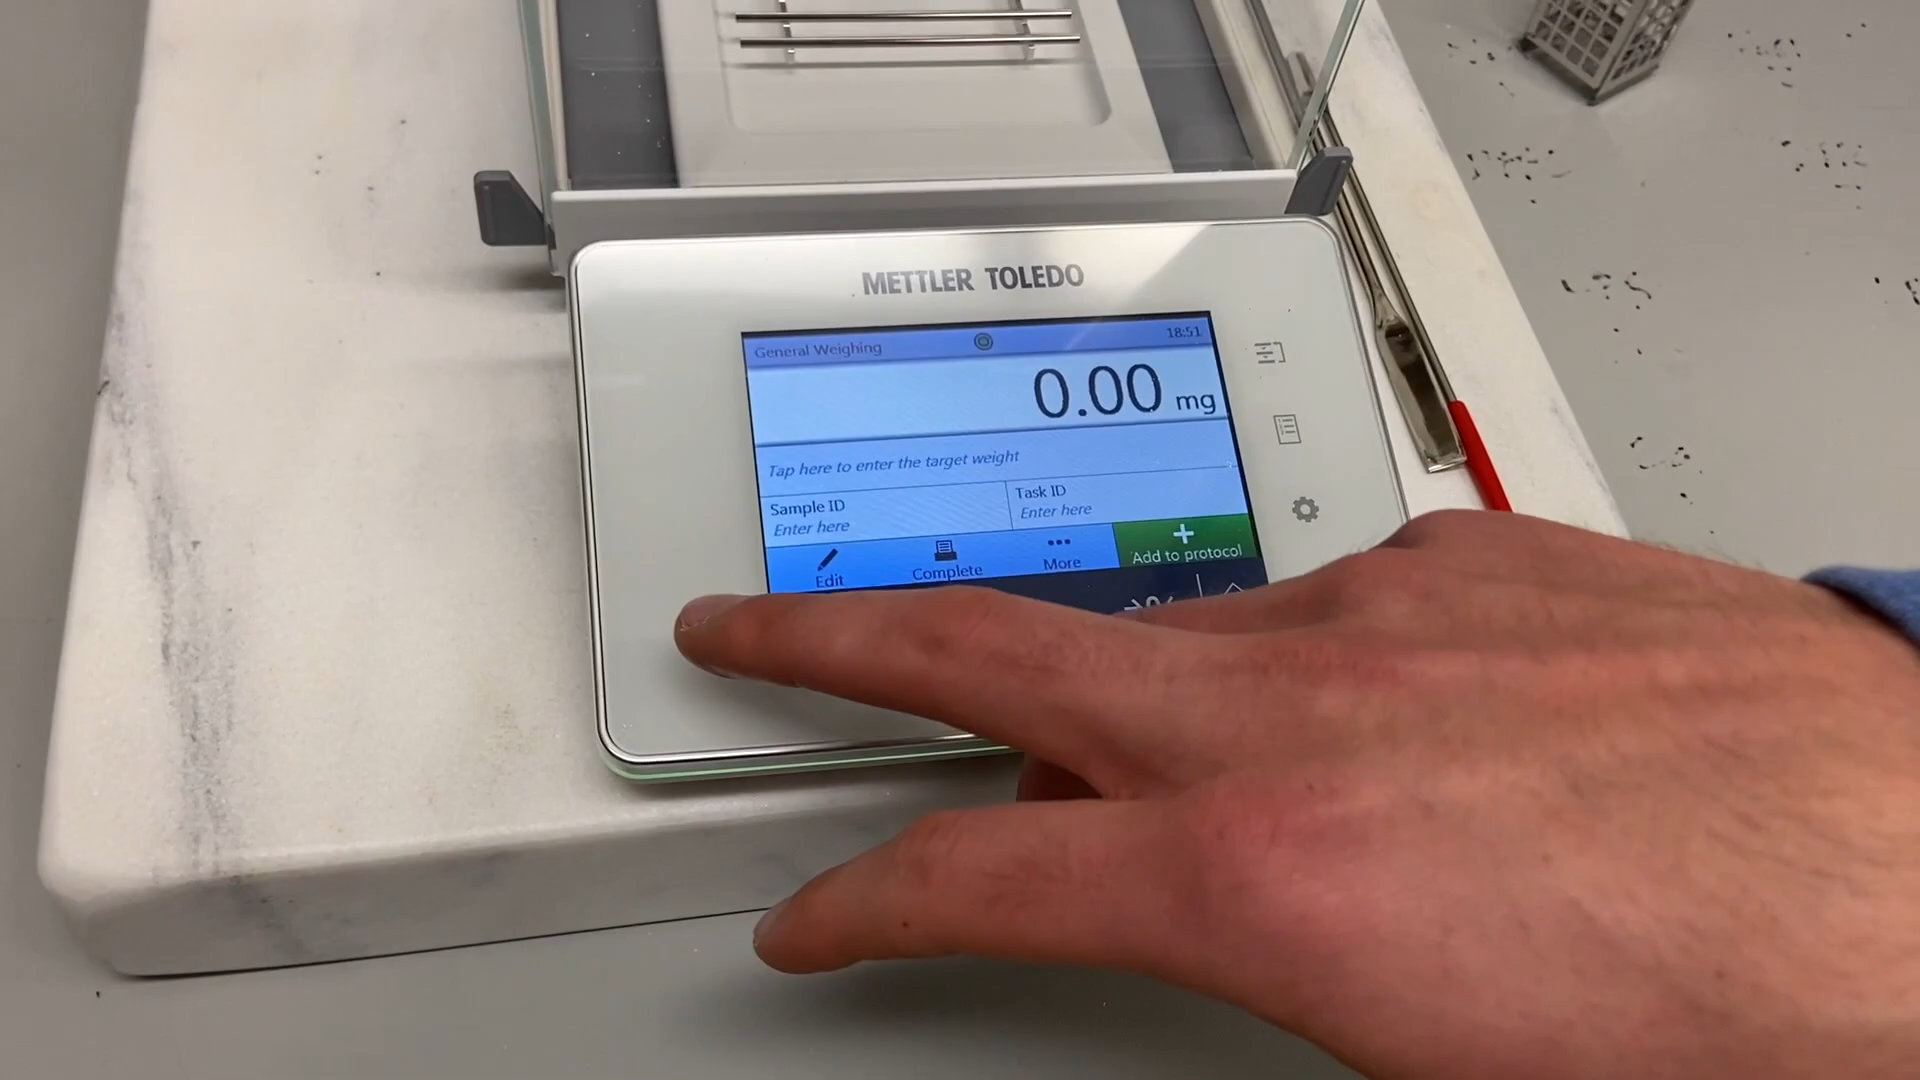 METTLER TOLEDO
General Weighing 18:51
0.00 mg
Tap here to enter the target weight
Sample ID Task ID
Enter here Enter here
Edit Complete More Add to protocol